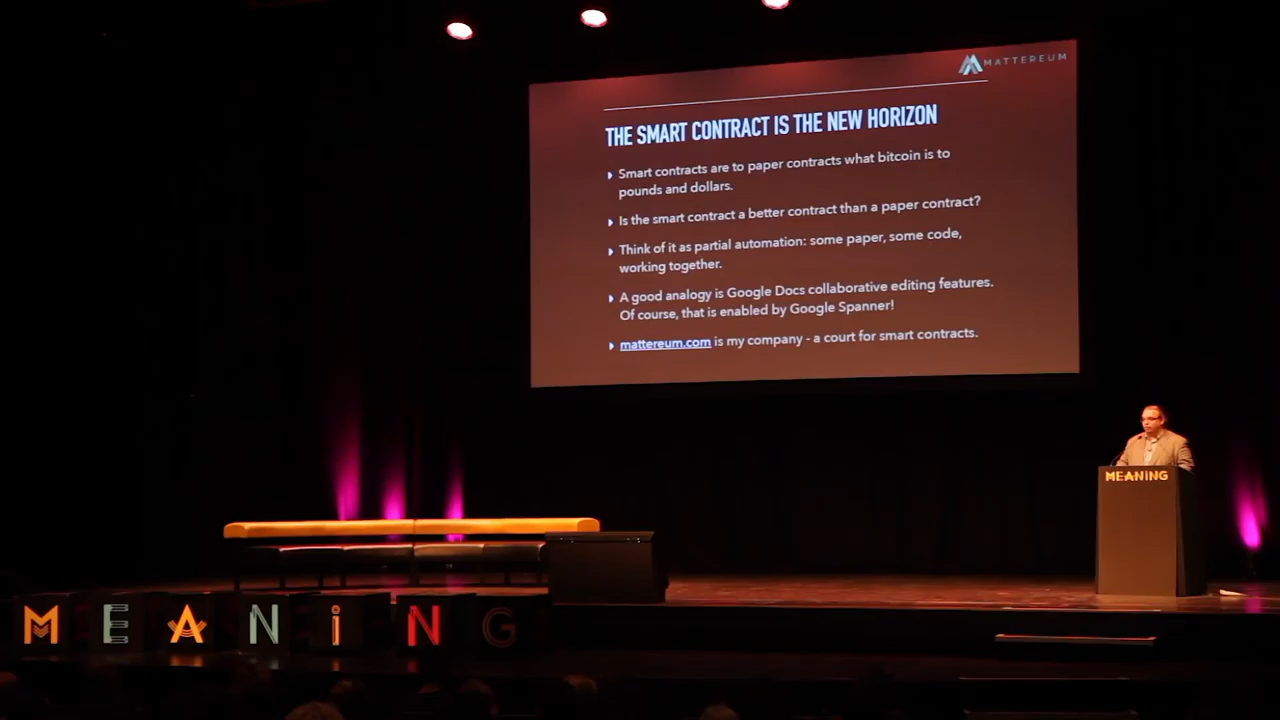 MATTEREUM
THE SMART CONTRACT IS THE NEW HORIZON
Smart contracts are to paper contracts what bitcoin is to
pounds and dollars.
Is the smart contract a better contract than a paper contract?
Think of it as partial automation: some paper, some code,
working together.
A good analogy is Google Docs collaborative editing features.
Of course, that is enabled by Google Spanner!
mattereum.com is my company - a court for smart contracts.
MEANING
MEANiNG